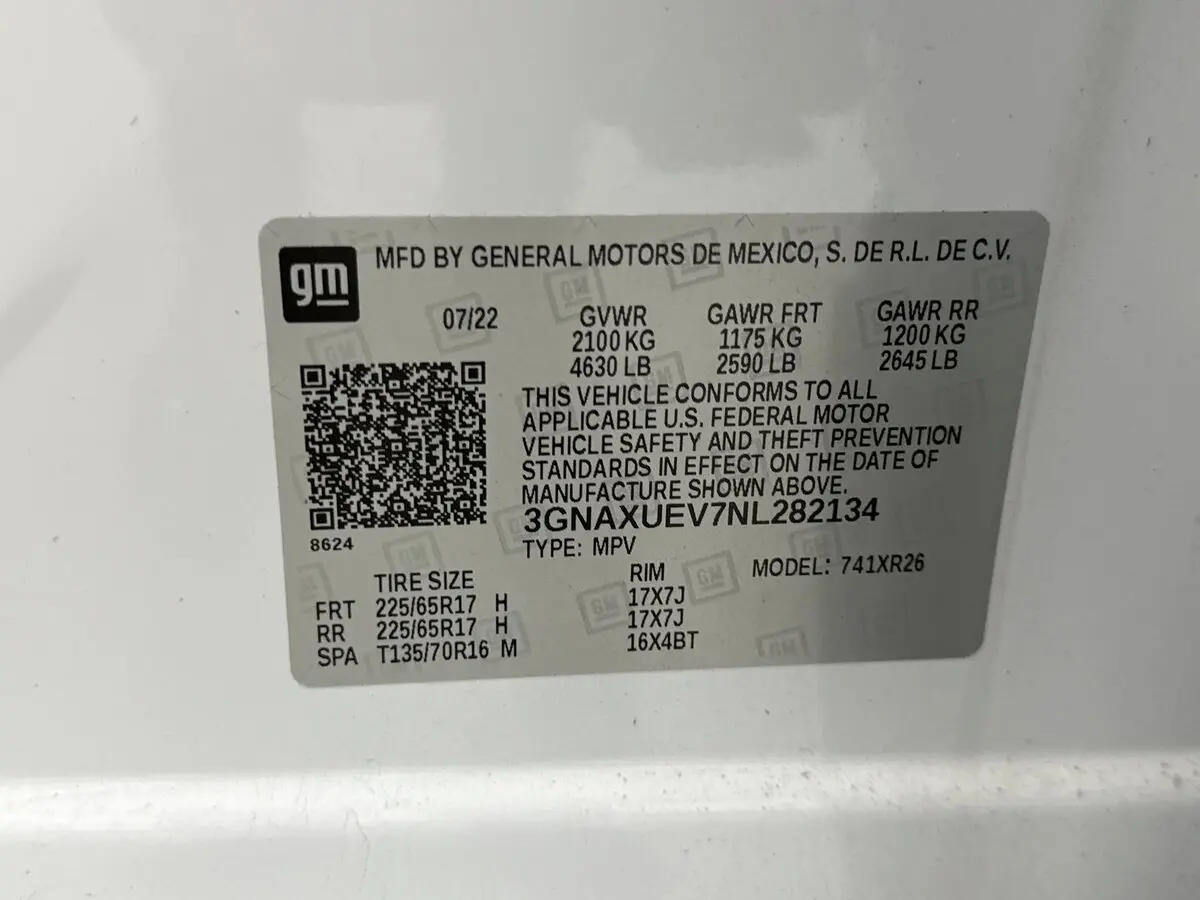 gm
MFD BY GENERAL MOTORS DE MEXICO, S. DE R.L. DE C.V.
07/22
GVWR GAWR FRT GAWR RR
2100 KG 1175 KG 1200 KG
4630 LB 2590 LB 2645 LB
THIS VEHICLE CONFORMS TO ALL
APPLICABLE U.S. FEDERAL MOTOR
VEHICLE SAFETY AND THEFT PREVENTION
STANDARDS IN EFFECT ON THE DATE OF
MANUFACTURE SHOWN ABOVE.
3GNAXUEV7NL282134
8624
TYPE: MPV MODEL: 741XR26
TIRE SIZE RIM
FRT 225/65R17 H 17X7J
RR 225/65R17 H 17X7J
SPA T135/70R16 M 16X4BT